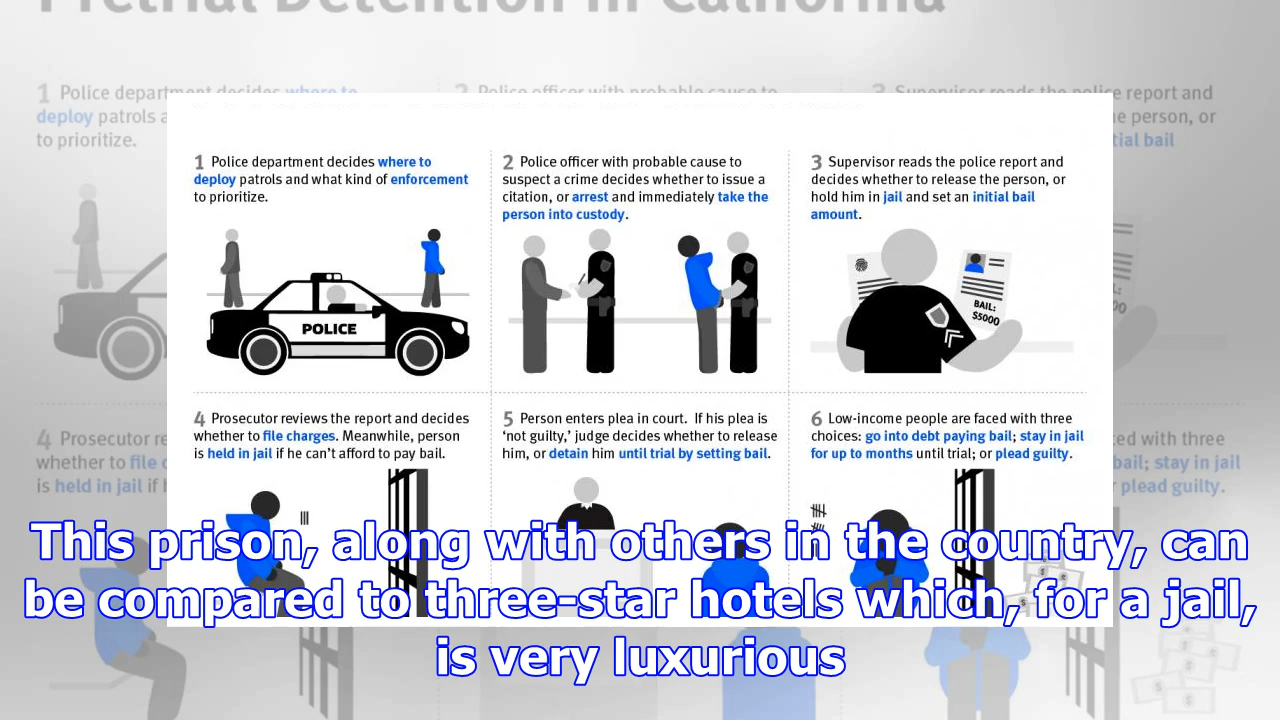 Pretrial Detention in California
1 Police department decides where to
deploy patrols and what kind of enforcement
to prioritize.
2 Police officer with probable cause to
suspect a crime decides whether to issue a
citation, or arrest and immediately take the
person into custody.
3 Supervisor reads the police report and
decides whether to release the person, or
hold him in jail and set an initial bail
amount.
POLICE
BAIL:
$5000
4 Prosecutor reviews the report and decides
whether to file charges. Meanwhile, person
is held in jail if he can't afford to pay bail.
5 Person enters plea in court. If his plea is
‘not guilty,’ judge decides whether to release
him, or detain him until trial by setting bail.
6 Low-income people are faced with three
choices: go into debt paying bail; stay in jail
for up to months until trial; or plead guilty.
This prison, along with others in the country, can
be compared to three-star hotels which, for a jail,
is very luxurious